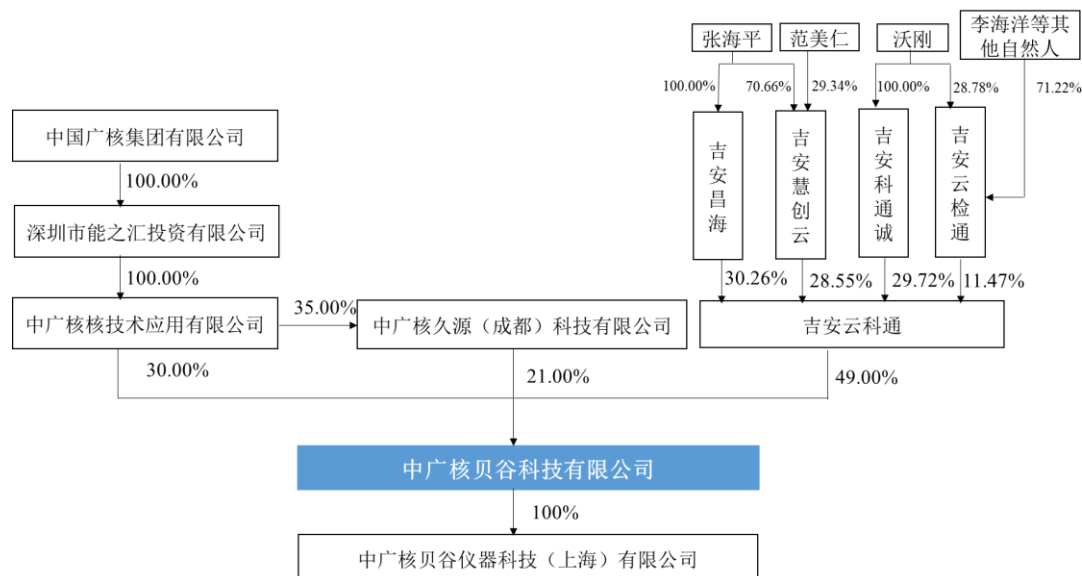 张海平
范美仁
沃刚
李海洋等其
他自然人
100.00%
70.66%
29.34%
100.00%
28.78%
71.22%
中国广核集团有限公司
100.00%
深圳市能之汇投资有限公司
100.00%
中广核核技术应用有限公司
35.00%
中广核久源（成都）科技有限公司
吉安昌海
吉安慧创云
吉安科通诚
吉安云检通
30.26%
28.55%
29.72%
11.47%
吉安云科通
30.00%
21.00%
49.00%
中广核贝谷科技有限公司
100%
中广核贝谷仪器科技（上海）有限公司